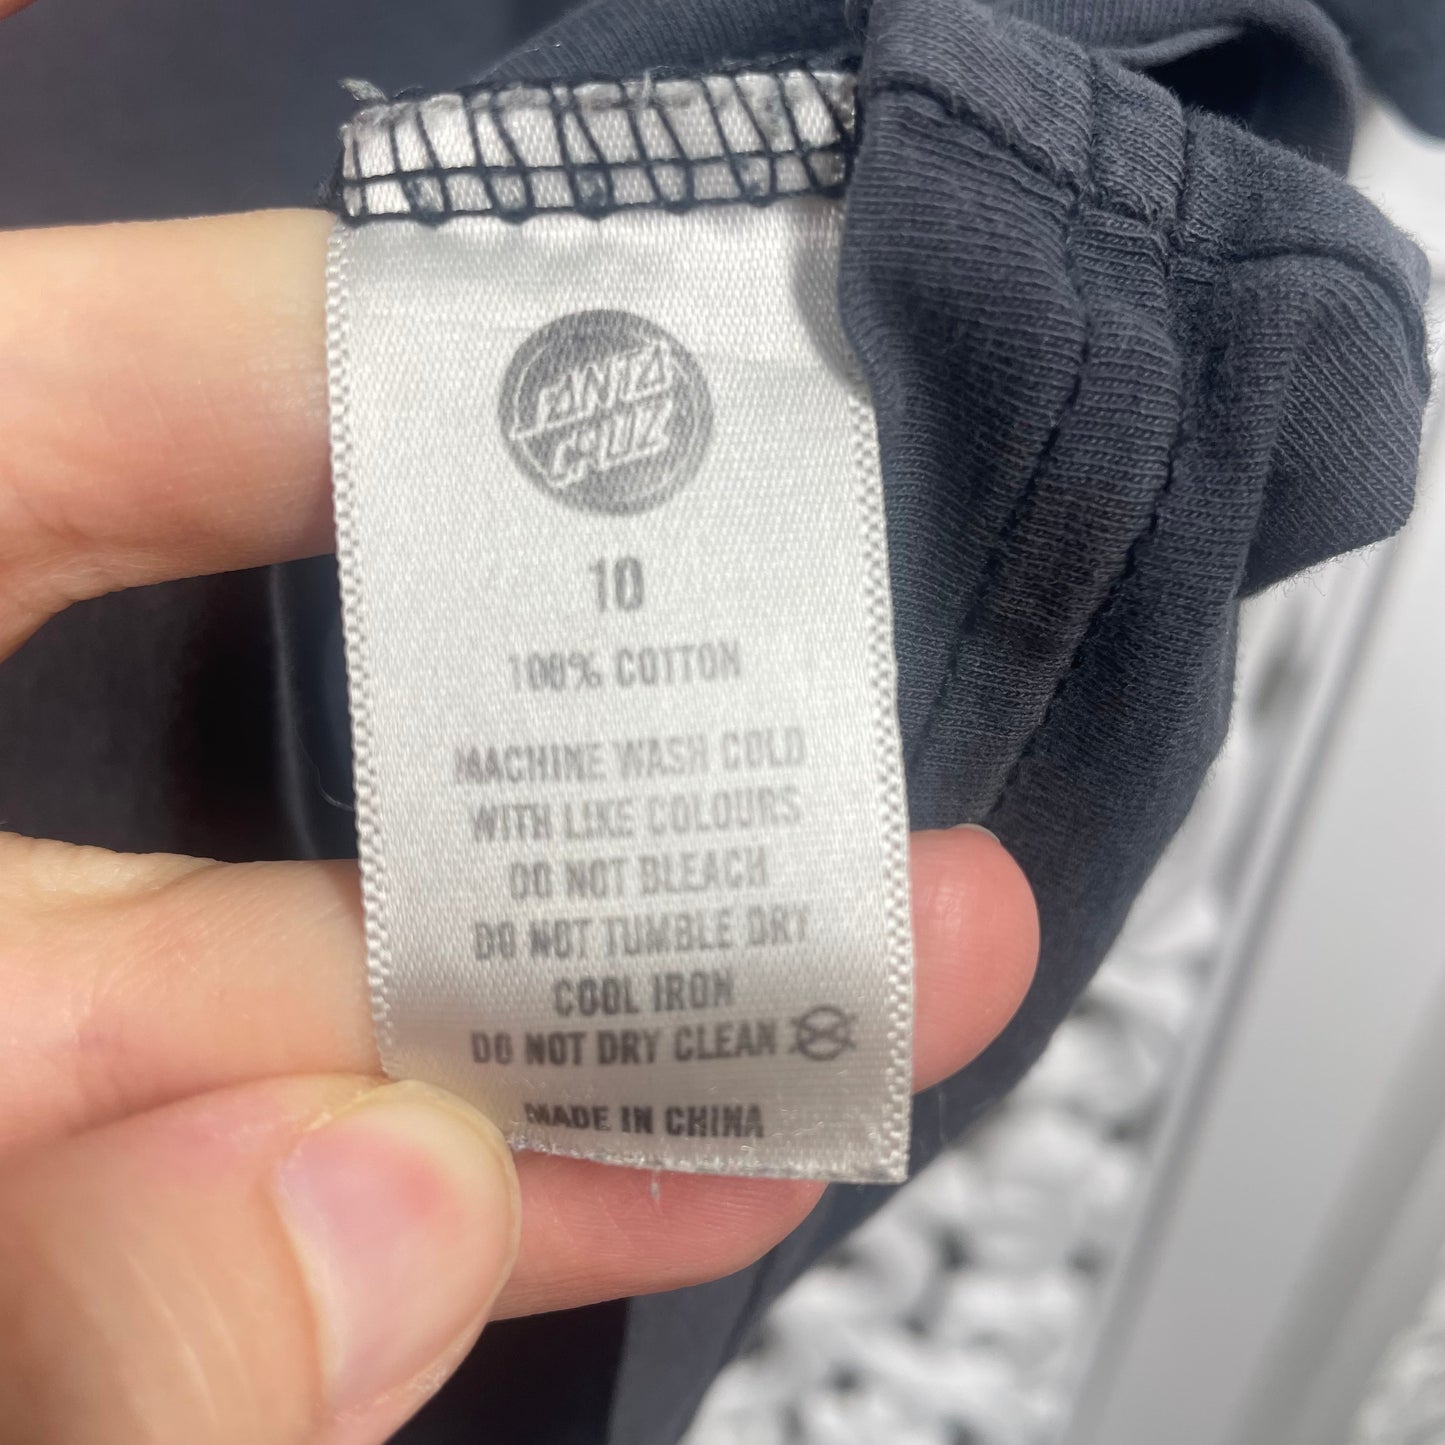 SANTA
CRUZ
10
100% COTTON
MACHINE WASH COLD
WITH LIKE COLOURS
DO NOT BLEACH
DO NOT TUMBLE DRY
COOL IRON
DO NOT DRY CLEAN
MADE IN CHINA